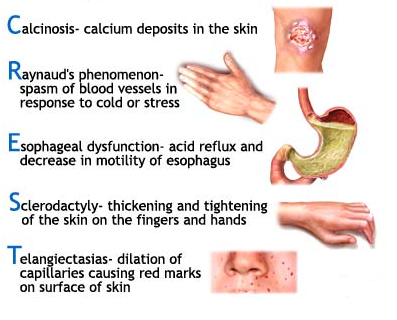 Calcinosis- calcium deposits in the skin
Raynaud's phenomenon-
spasm of blood vessels in
response to cold or stress
Esophageal dysfunction- acid reflux and
decrease in motility of esophagus
Sclerodactyly- thickening and tightening
of the skin on the fingers and hands
Telangiectasias- dilation of
capillaries causing red marks
on surface of skin